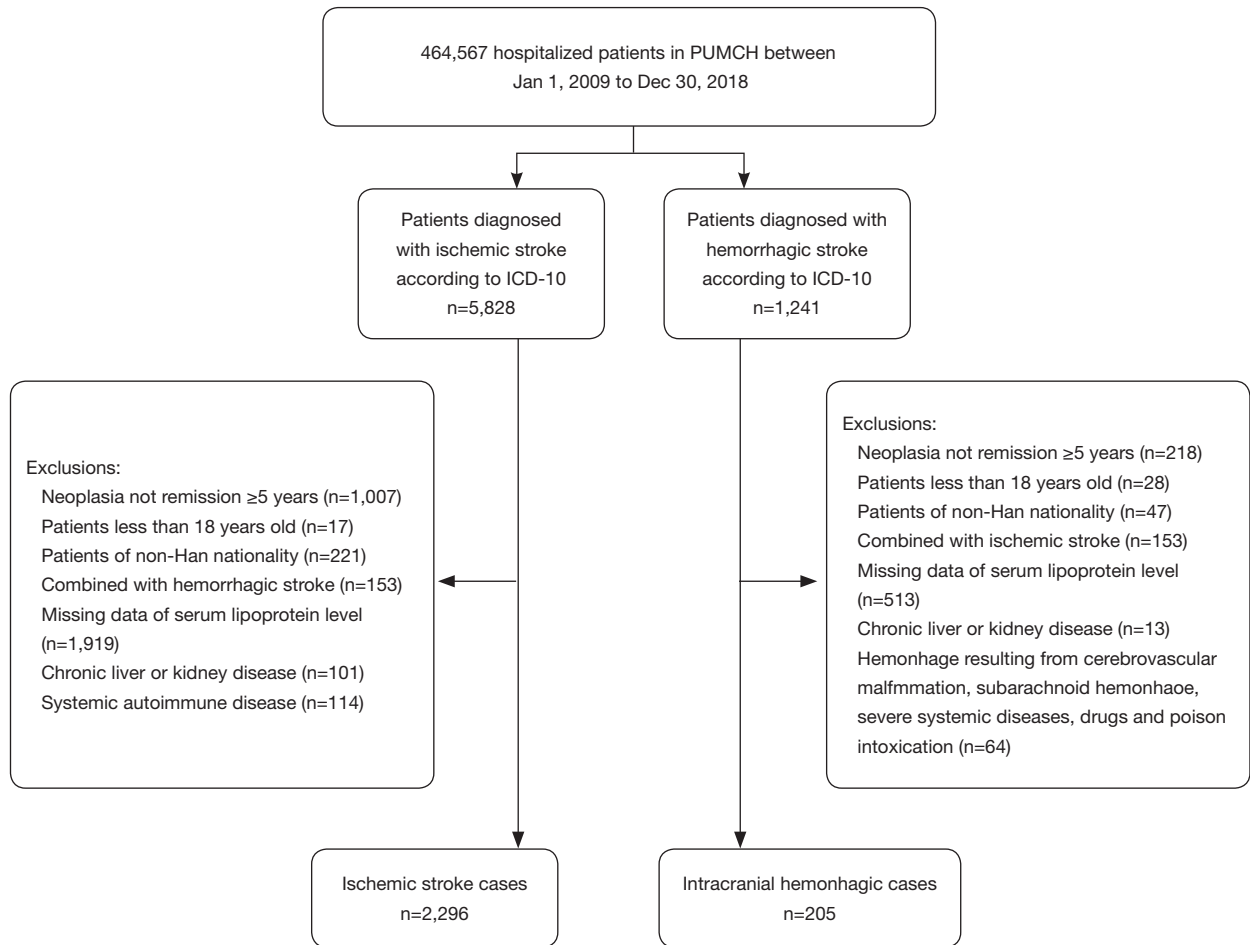 464,567 hospitalized patients in PUMCH between
Jan 1, 2009 to Dec 30, 2018
Patients diagnosed
with ischemic stroke
according to ICD-10
n=5,828
Patients diagnosed with
hemorrhagic stroke
according to ICD-10
n=1,241
Exclusions:
Neoplasia not remission ≥5 years (n=1,007)
Patients less than 18 years old (n=17)
Patients of non-Han nationality (n=221)
Combined with hemorrhagic stroke (n=153)
Missing data of serum lipoprotein level
(n=1,919)
Chronic liver or kidney disease (n=101)
Systemic autoimmune disease (n=114)
Exclusions:
Neoplasia not remission ≥5 years (n=218)
Patients less than 18 years old (n=28)
Patients of non-Han nationality (n=47)
Combined with ischemic stroke (n=153)
Missing data of serum lipoprotein level
(n=513)
Chronic liver or kidney disease (n=13)
Hemonhage resulting from cerebrovascular
malfmmation, subarachnoid hemonhaoe,
severe systemic diseases, drugs and poison
intoxication (n=64)
Ischemic stroke cases
n=2,296
Intracranial hemonhagic cases
n=205